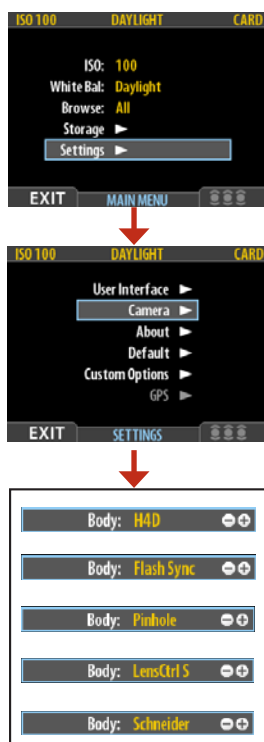 ISO 100 DAYLIGHT CARD
ISO: 100
White Bal: Daylight
Browse: All
Storage
Settings
EXIT MAIN MENU
ISO 100 DAYLIGHT CARD
User Interface
Camera
About
Default
Custom Options
GPS
EXIT SETTINGS
Body: H4D
Body: Flash Sync
Body: Pinhole
Body: LensCtrl S
Body: Schneider